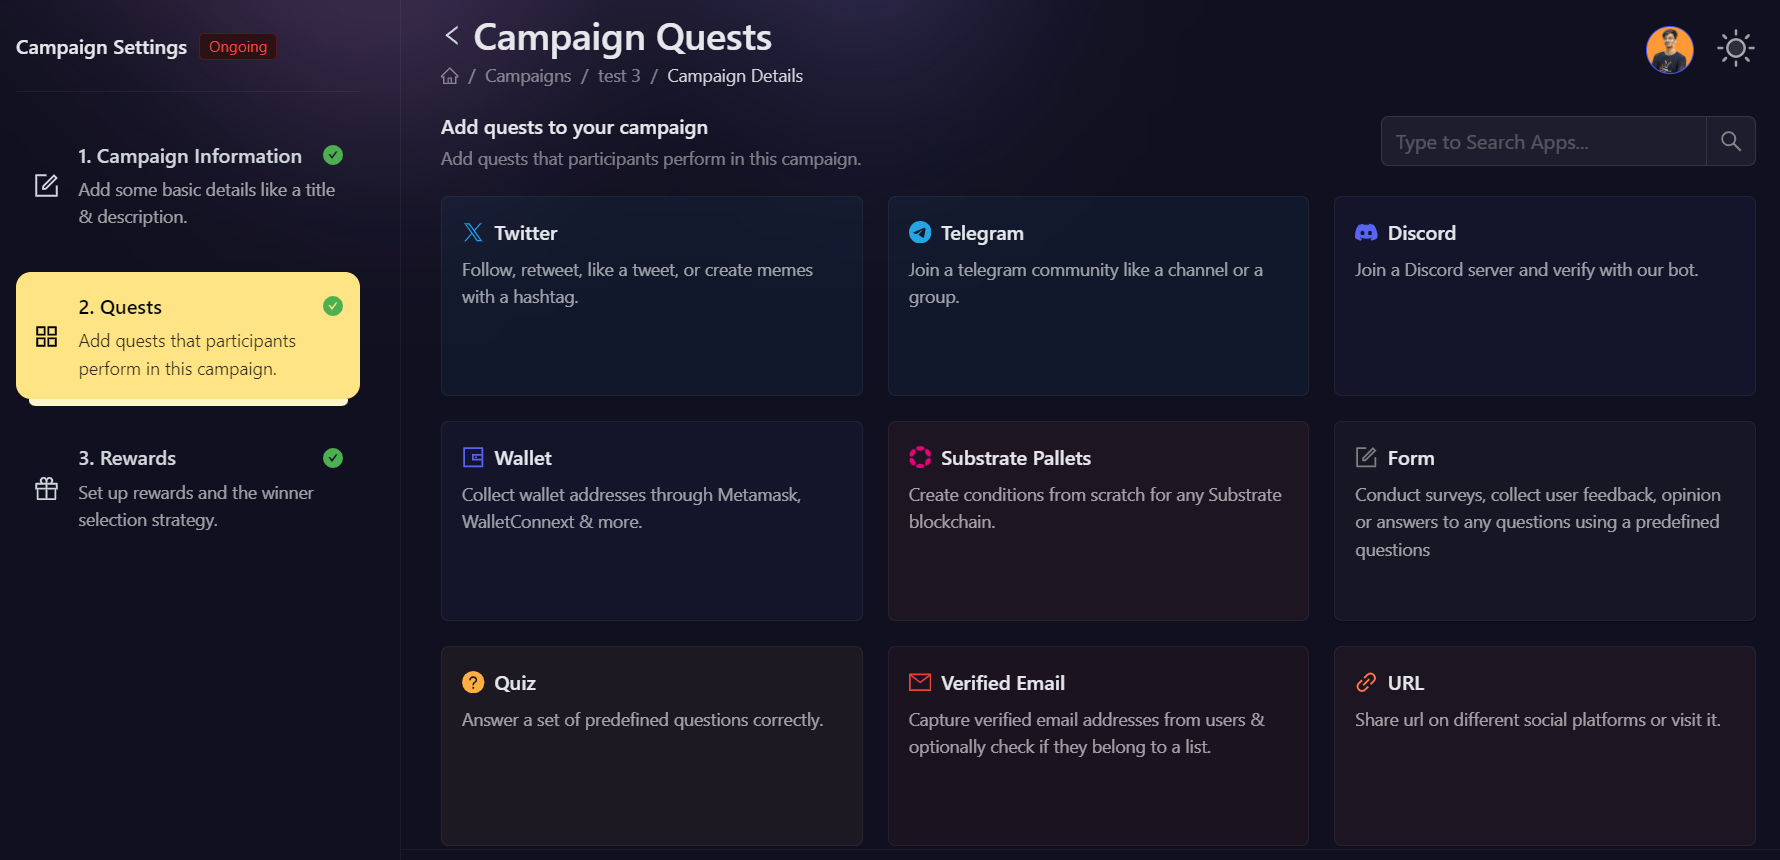 Campaign Settings Ongoing
1. Campaign Information
Add some basic details like a title
& description.
2. Quests
Add quests that participants
perform in this campaign.
3. Rewards
Set up rewards and the winner
selection strategy.
Campaign Quests
/ Campaigns / test 3 / Campaign Details
Add quests to your campaign
Add quests that participants perform in this campaign.
Type to Search Apps...
Twitter
Follow, retweet, like a tweet, or create memes
with a hashtag.
Telegram
Join a telegram community like a channel or a
group.
Discord
Join a Discord server and verify with our bot.
Wallet
Collect wallet addresses through Metamask,
WalletConnext & more.
Substrate Pallets
Create conditions from scratch for any Substrate
blockchain.
Form
Conduct surveys, collect user feedback, opinion
or answers to any questions using a predefined
questions
Quiz
Answer a set of predefined questions correctly.
Verified Email
Capture verified email addresses from users &
optionally check if they belong to a list.
URL
Share url on different social platforms or visit it.